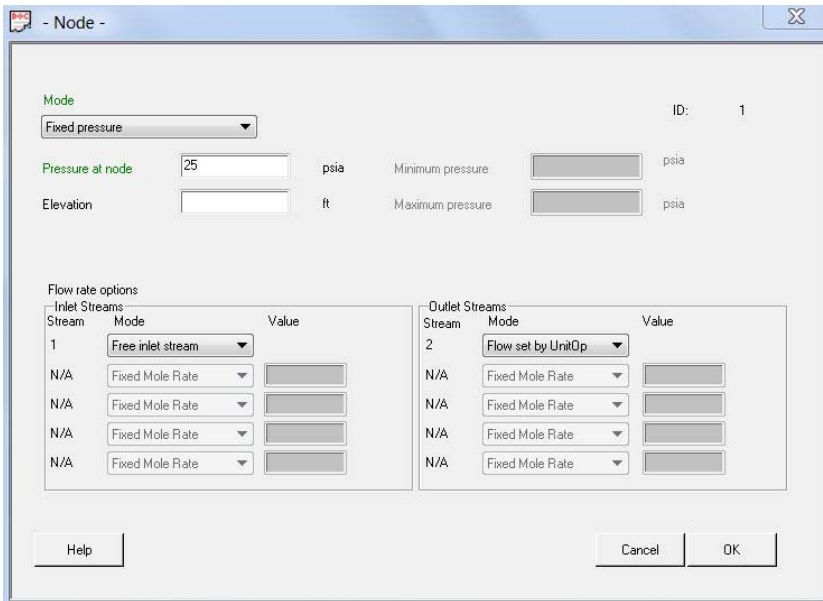 - Node -
Mode
ID: 1
Fixed pressure
Pressure at node 25 psia Minimum pressure psia
Elevation ft Maximum pressure psia
Flow rate options
Inlet Streams Outlet Streams
Stream Mode Value Stream Mode Value
1 Free inlet stream 2 Flow set by UnitOp
N/A Fixed Mole Rate N/A Fixed Mole Rate
N/A Fixed Mole Rate N/A Fixed Mole Rate
N/A Fixed Mole Rate N/A Fixed Mole Rate
N/A Fixed Mole Rate N/A Fixed Mole Rate
Help Cancel OK